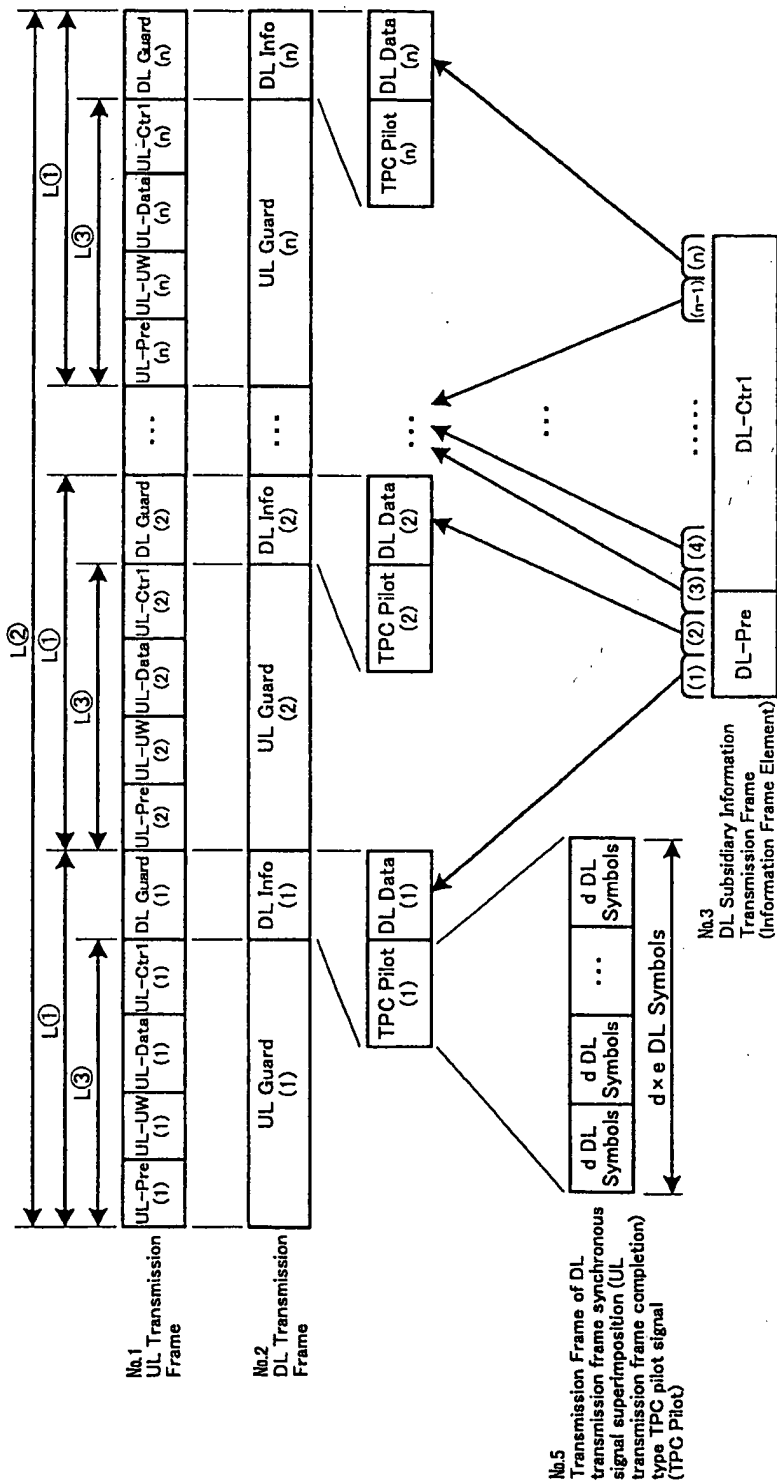 L②
L① L① L①
L③ L③ L③
No.1
UL Transmission
Frame
UL-Pre
(1)
UL-UW
(1)
UL-Data
(1)
UL-Ctrl
(1)
DL Guard
(1)
UL-Pre
(2)
UL-UW
(2)
UL-Data
(2)
UL-Ctrl
(2)
DL Guard
(2)
...
UL-Pre
(n)
UL-UW
(n)
UL-Data
(n)
UL-Ctrl
(n)
DL Guard
(n)
No.2
DL Transmission
Frame
UL Guard
(1)
DL Info
(1)
UL Guard
(2)
DL Info
(2)
...
UL Guard
(n)
DL Info
(n)
TPC Pilot
(1)
DL Data
(1)
TPC Pilot
(2)
DL Data
(2)
...
TPC Pilot
(n)
DL Data
(n)
...
No.5
Transmission Frame of DL
transmission frame synchronous
signal superimposition (UL
transmission frame completion)
type TPC pilot signal
(TPC Pilot)
d DL
Symbols
d DL
Symbols
...
d DL
Symbols
d×e DL Symbols
(1) (2) (3) (4) ..... (n-1) (n)
No.3
DL Subsidiary Information
Transmission Frame
(Information Frame Element)
DL-Pre
DL-Ctrl